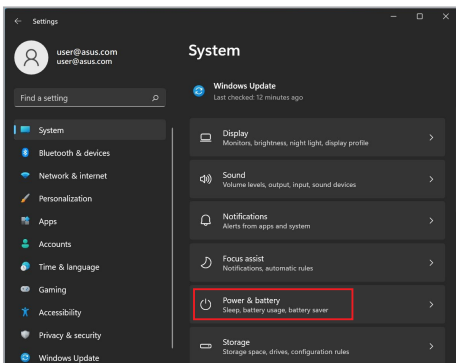 Settings
user@asus.com
user@asus.com
Find a setting
System
Bluetooth & devices
Network & internet
Personalization
Apps
Accounts
Time & language
Gaming
Accessibility
Privacy & security
Windows Update
System
Windows Update
Last checked: 12 minutes ago
Display
Monitors, brightness, night light, display profile
Sound
Volume levels, output, input, sound devices
Notifications
Alerts from apps and system
Focus assist
Notifications, automatic rules
Power & battery
Sleep, battery usage, battery saver
Storage
Storage space, drives, configuration rules